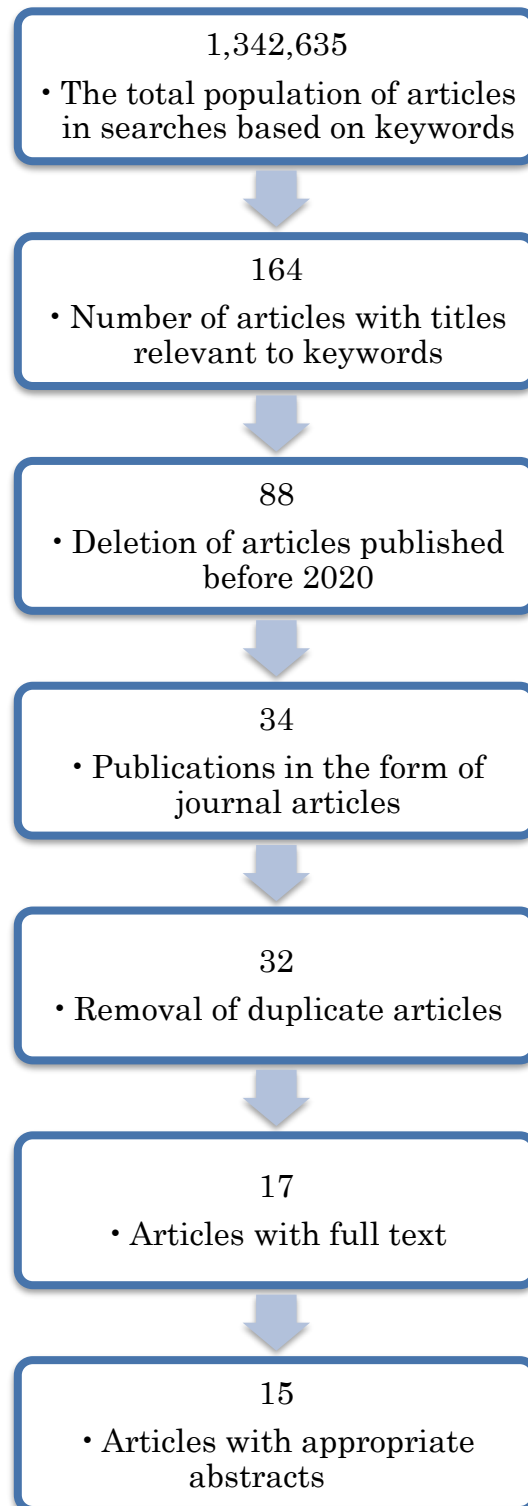 1,342,635
• The total population of articles
in searches based on keywords
164
• Number of articles with titles
relevant to keywords
88
• Deletion of articles published
before 2020
34
• Publications in the form of
journal articles
32
• Removal of duplicate articles
17
• Articles with full text
15
• Articles with appropriate
abstracts